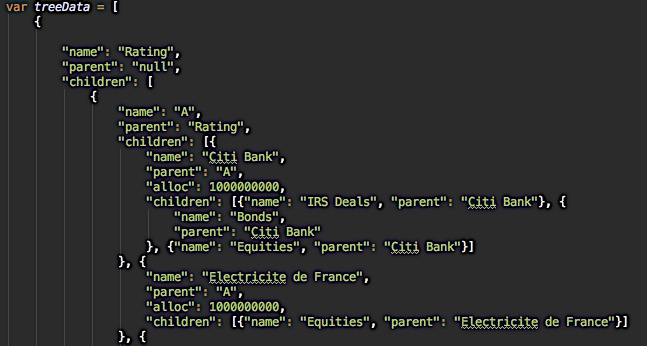 var treeData = [
{
"name": "Rating",
"parent": "null",
"children": [
{
"name": "A",
"parent": "Rating",
"children": [{
"name": "Citi Bank",
"parent": "A",
"alloc": 1000000000,
"children": [{"name": "IRS Deals", "parent": "Citi Bank"}, {
"name": "Bonds",
"parent": "Citi Bank"
}, {"name": "Equities", "parent": "Citi Bank"}]
}, {
"name": "Electricite de France",
"parent": "A",
"alloc": 1000000000,
"children": [{"name": "Equities", "parent": "Electricite de France"}]
}, {